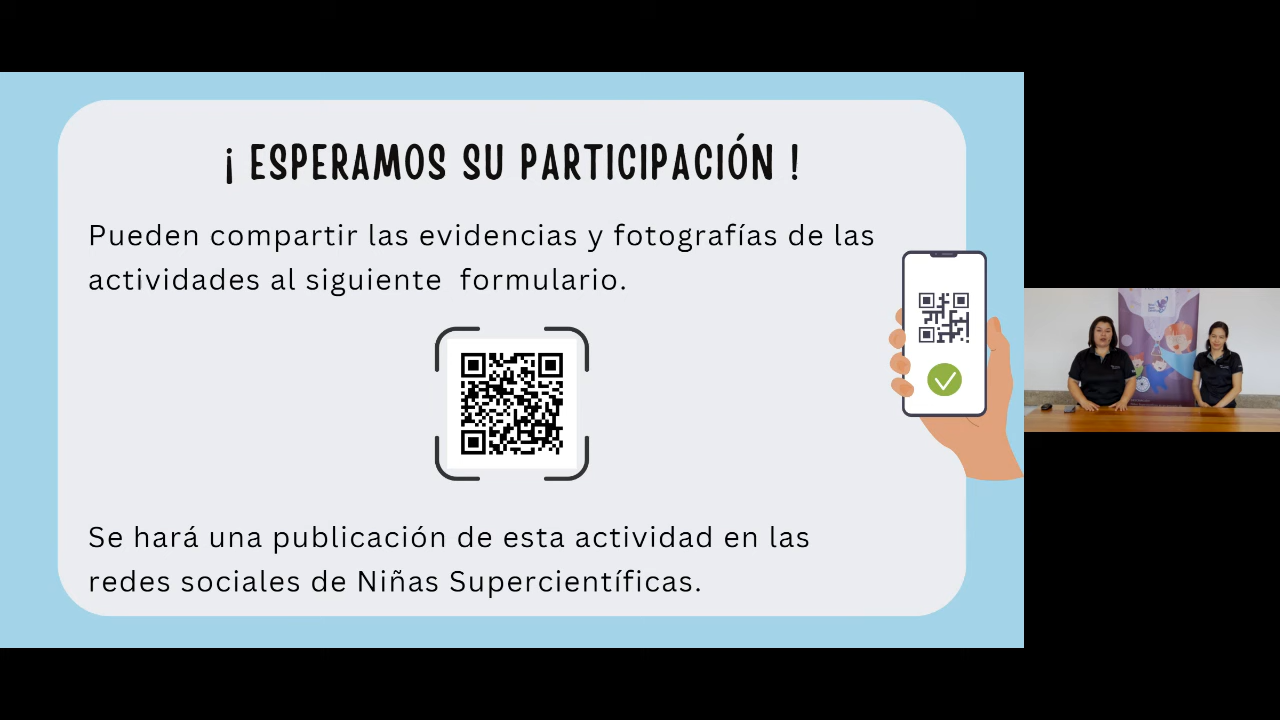 ¡ ESPERAMOS SU PARTICIPACIÓN !
Pueden compartir las evidencias y fotografías de las
actividades al siguiente formulario.
Se hará una publicación de esta actividad en las
redes sociales de Niñas Supercientíficas.